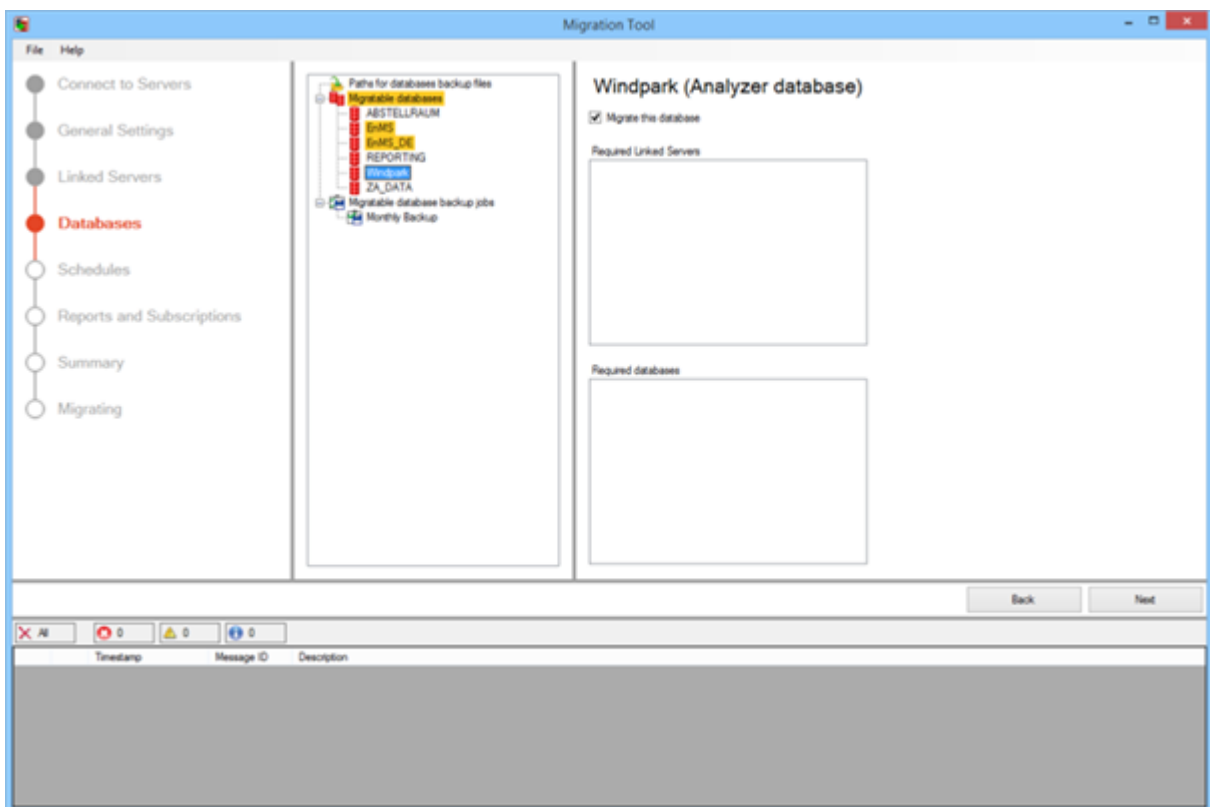 Migration Tool
File Help
Connect to Servers
General Settings
Linked Servers
Databases
Schedules
Reports and Subscriptions
Summary
Migrating
Paths for databases backup files
Migratable databases
ABSTELLRAUM
EnMS
EnMS_DE
REPORTING
Windpark
ZA_DATA
Migratable database backup jobs
Monthly Backup
Windpark (Analyzer database)
Migrate this database
Required Linked Servers
Required databases
Back Next
All 0 0 0
Timestamp Message ID Description